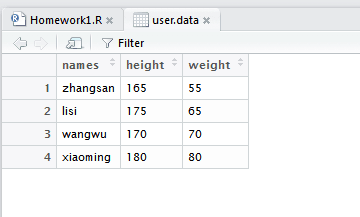 Homework1.R user.data
Filter
names height weight
1 zhangsan 165 55
2 lisi 175 65
3 wangwu 170 70
4 xiaoming 180 80